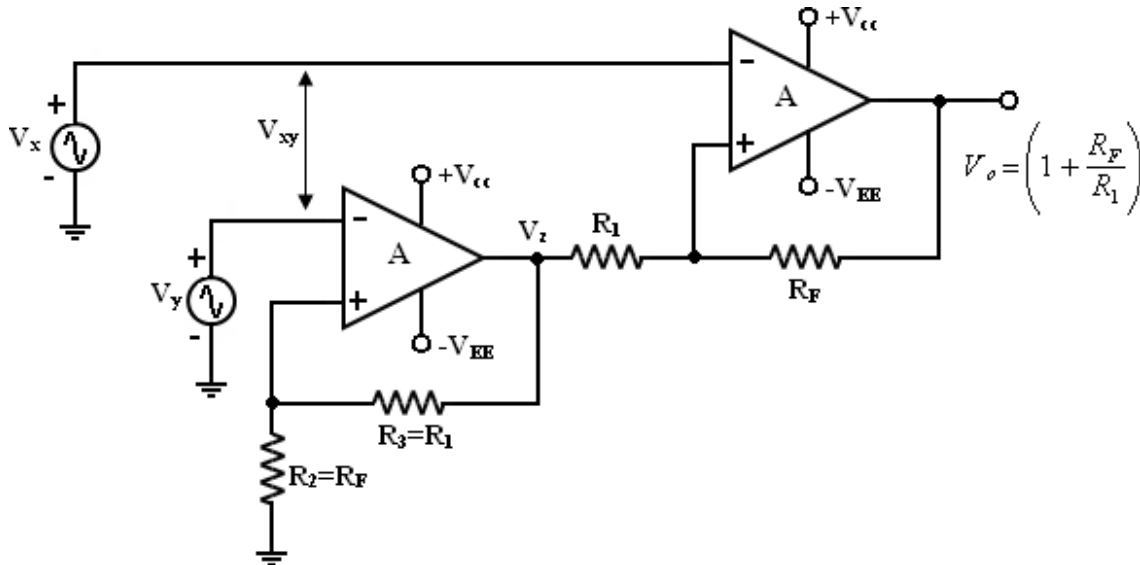 +Vcc
-
A
+
-VEE
+
Vx
-
Vxy
Vo = (1 + RF/R1)
+Vcc
-
A
+
-VEE
Vz
R1
RF
+
Vy
-
R3=R1
R2=RF